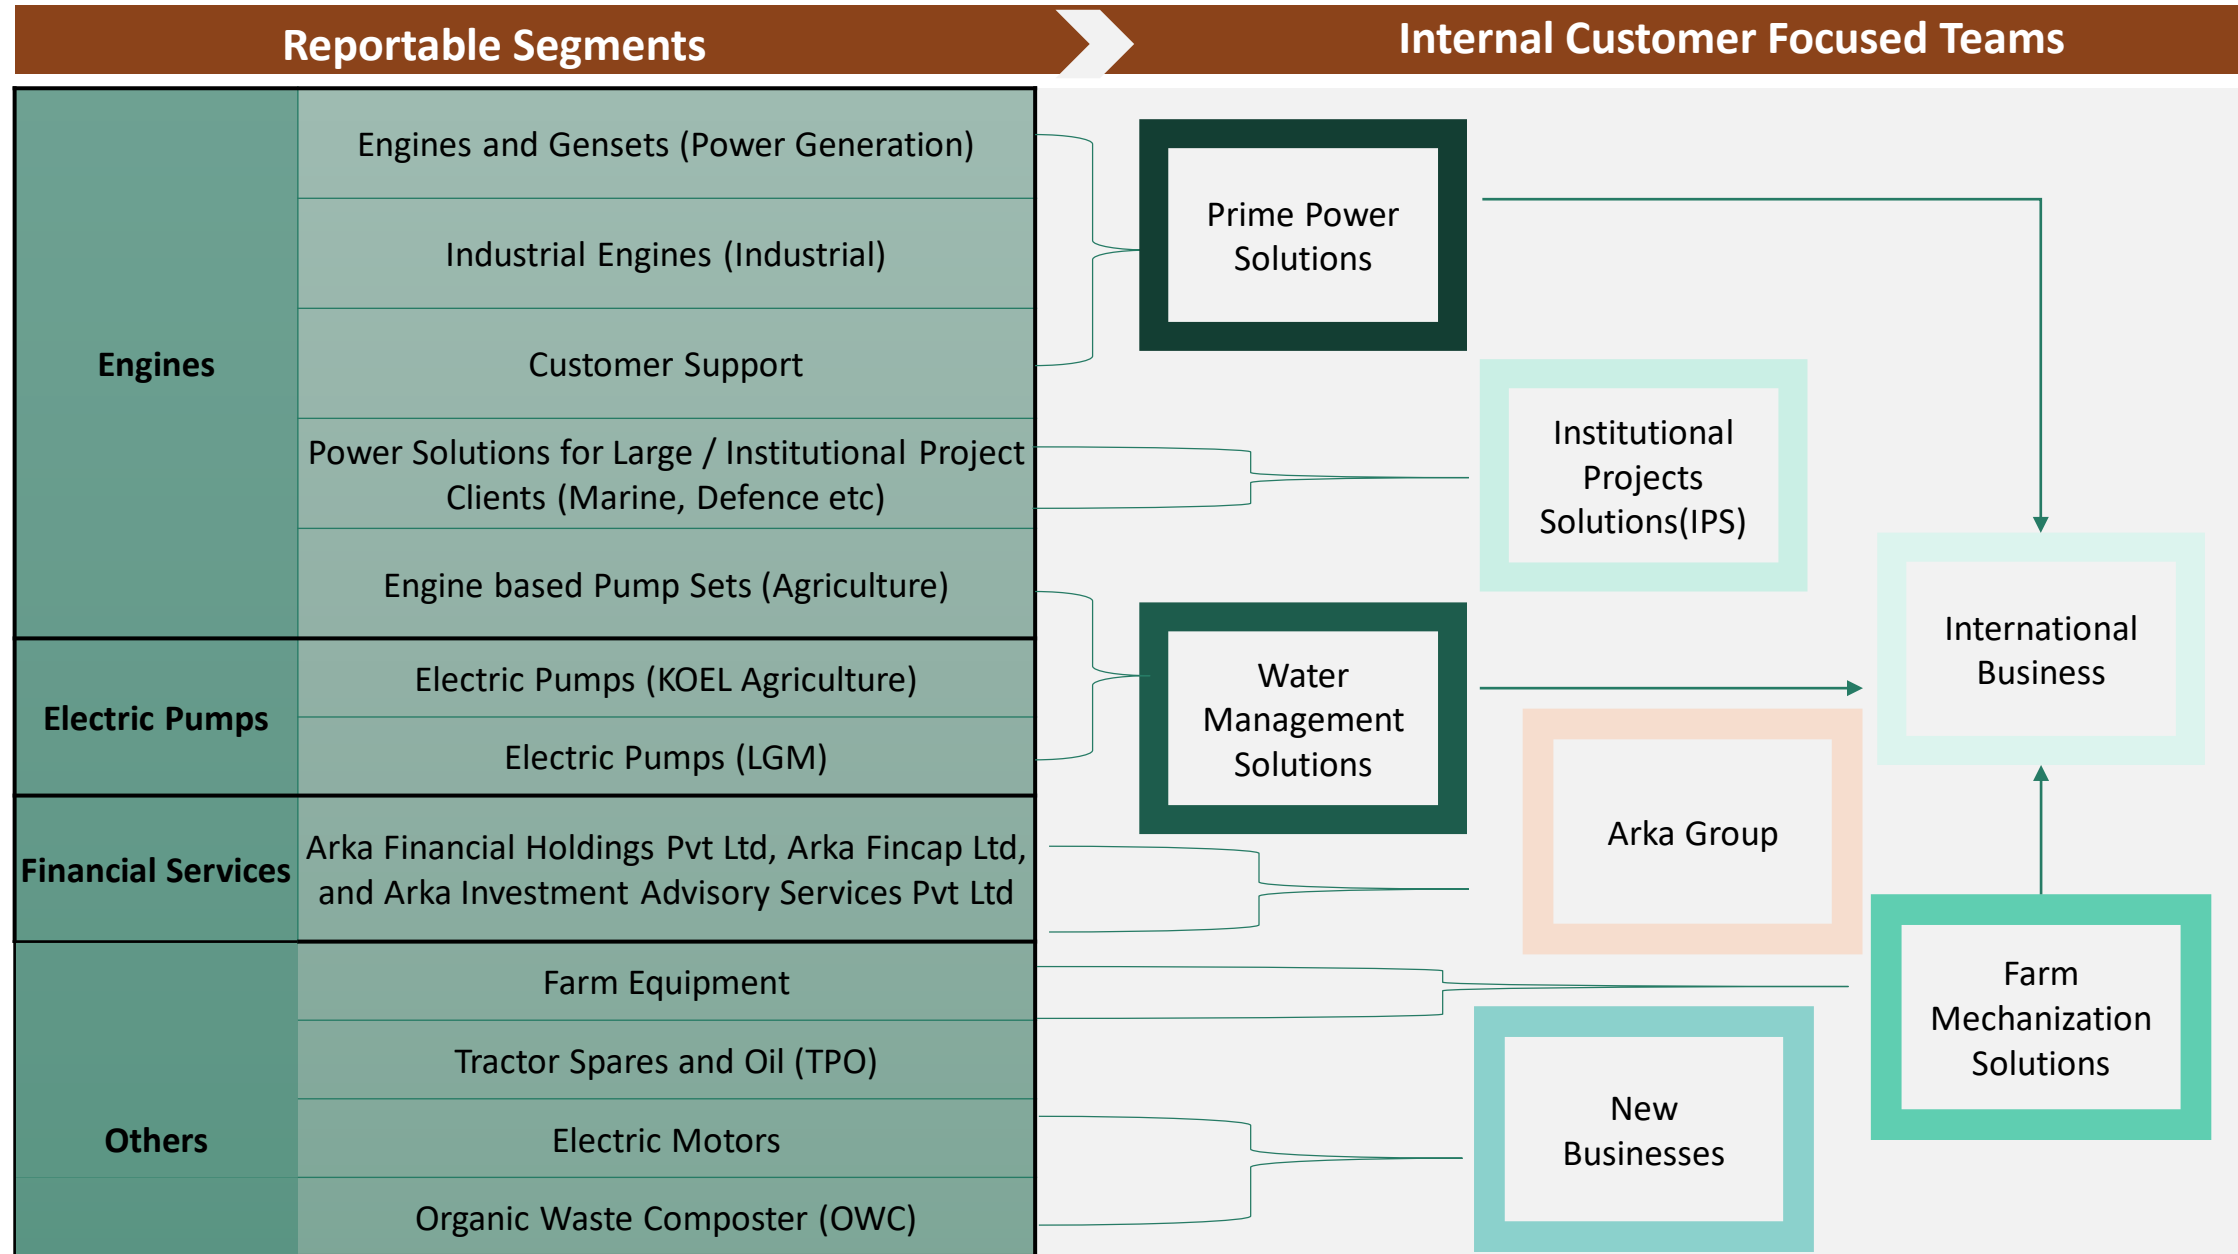 Reportable Segments
Internal Customer Focused Teams
Engines
Engines and Gensets (Power Generation)
Industrial Engines (Industrial)
Customer Support
Power Solutions for Large / Institutional Project
Clients (Marine, Defence etc)
Engine based Pump Sets (Agriculture)
Electric Pumps
Electric Pumps (KOEL Agriculture)
Electric Pumps (LGM)
Financial Services
Arka Financial Holdings Pvt Ltd, Arka Fincap Ltd,
and Arka Investment Advisory Services Pvt Ltd
Others
Farm Equipment
Tractor Spares and Oil (TPO)
Electric Motors
Organic Waste Composter (OWC)
Prime Power
Solutions
Institutional
Projects
Solutions(IPS)
Water
Management
Solutions
International
Business
Arka Group
Farm
Mechanization
Solutions
New
Businesses